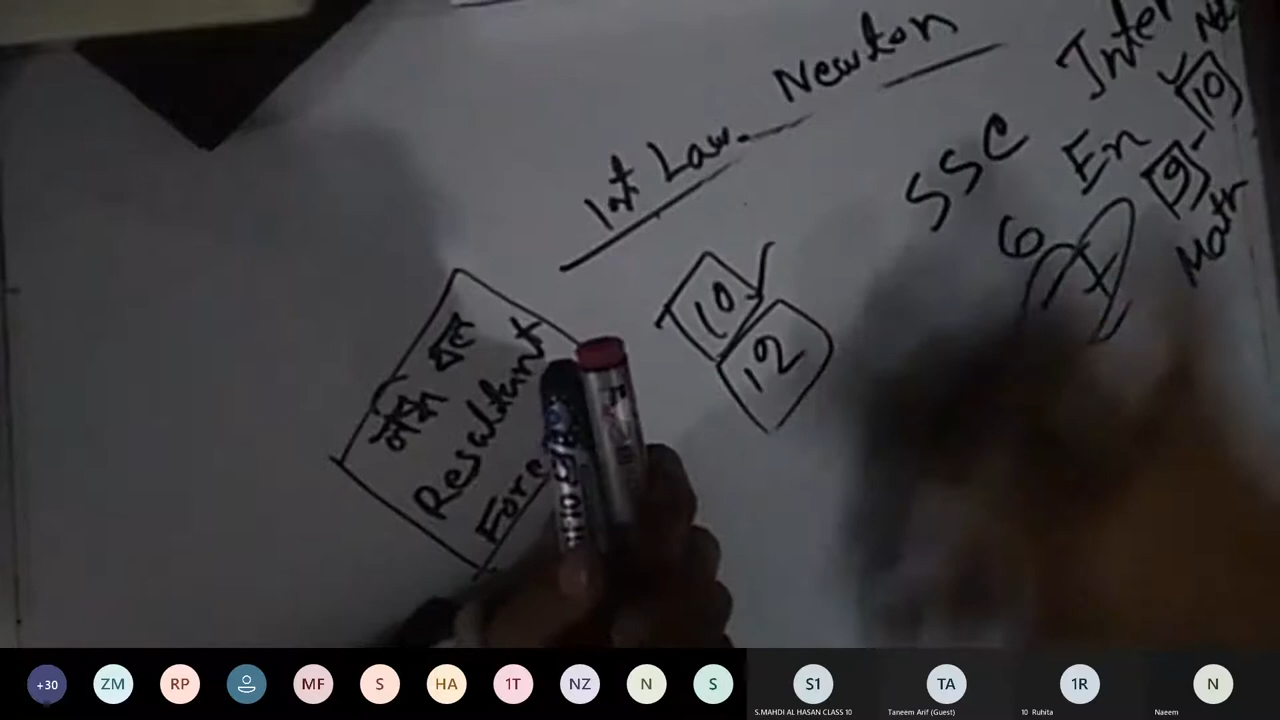 Newton
1st Law
SSC
Inter
En
10
9
Math
6
10
12
লব্ধি বল
Resultant
Force
+30
ZM
RP
MF
S
HA
1T
NZ
N
S
S1
TA
1R
N
S.MAHDI AL HASAN CLASS 10
Taneem Arif (Guest)
10 Ruhita
Naeem